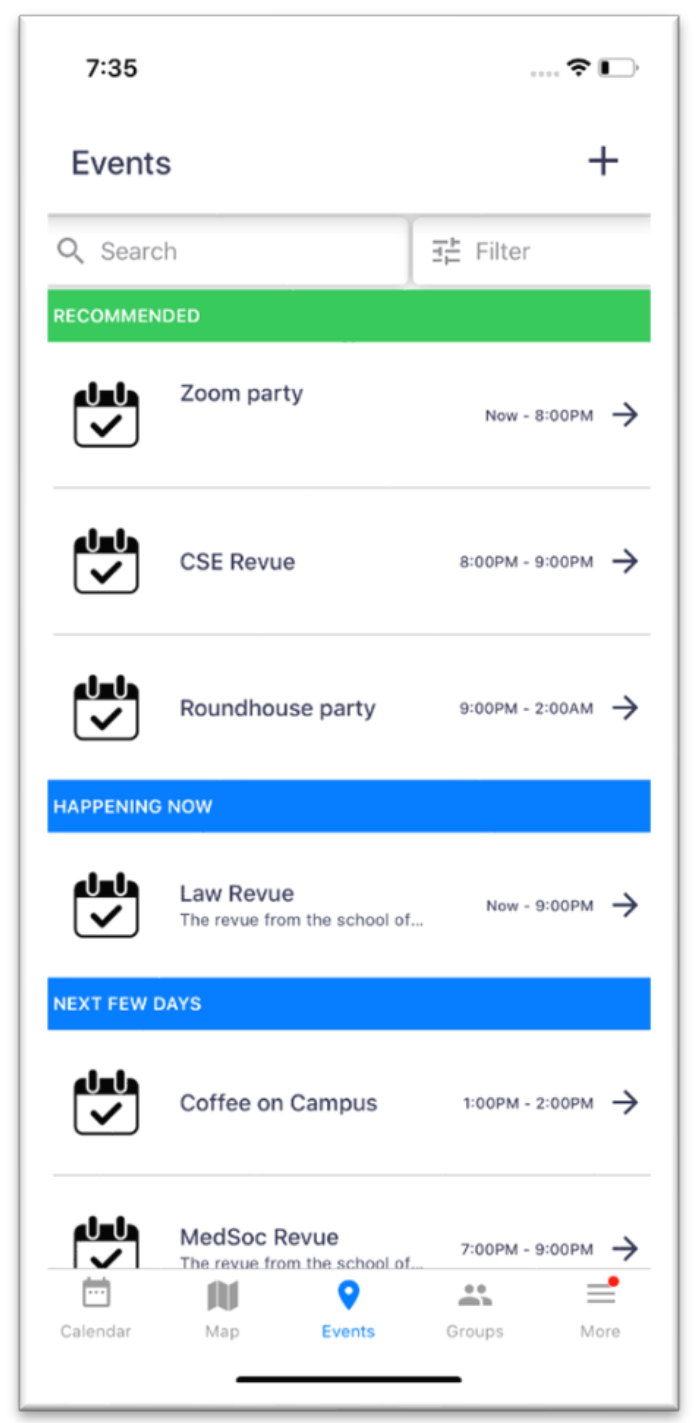 7:35
Events
Search
Filter
RECOMMENDED
Zoom party
Now - 8:00PM
CSE Revue
8:00PM - 9:00PM
Roundhouse party
9:00PM - 2:00AM
HAPPENING NOW
Law Revue
The revue from the school of...
Now - 9:00PM
NEXT FEW DAYS
Coffee on Campus
1:00PM - 2:00PM
MedSoc Revue
The revue from the school of...
7:00PM - 9:00PM
Calendar
Map
Events
Groups
More